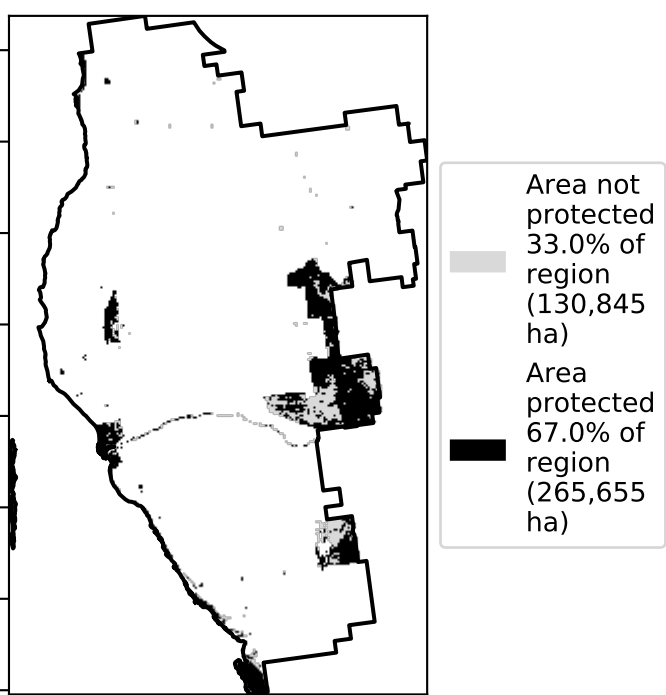 Area not
protected
33.0% of
region
(130,845
ha)
Area
protected
67.0% of
region
(265,655
ha)